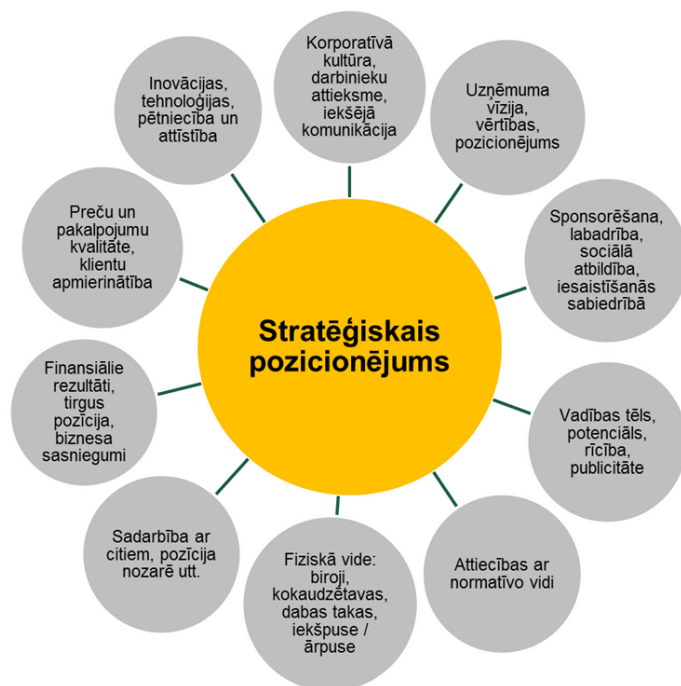 Korporatīvā
kultūra,
darbinieku
attieksme,
iekšējā
komunikācija
Uzņēmuma
vīzija,
vērtības,
pozicionējums
Sponsorēšana,
labadrība,
sociālā
atbildība,
iesaistīšanās
sabiedrībā
Vadības tēls,
potenciāls,
rīcība,
publicitāte
Attiecības ar
normatīvo vidi
Fiziskā vide:
biroji,
kokaudzētavas,
dabas takas,
iekšpuse /
ārpuse
Sadarbība ar
citiem, pozīcija
nozarē utt.
Finansiālie
rezultāti,
tirgus
pozīcija,
biznesa
sasniegumi
Preču un
pakalpojumu
kvalitāte,
klientu
apmierinātība
Inovācijas,
tehnoloģijas,
pētniecība un
attīstība
Stratēģiskais
pozicionējums